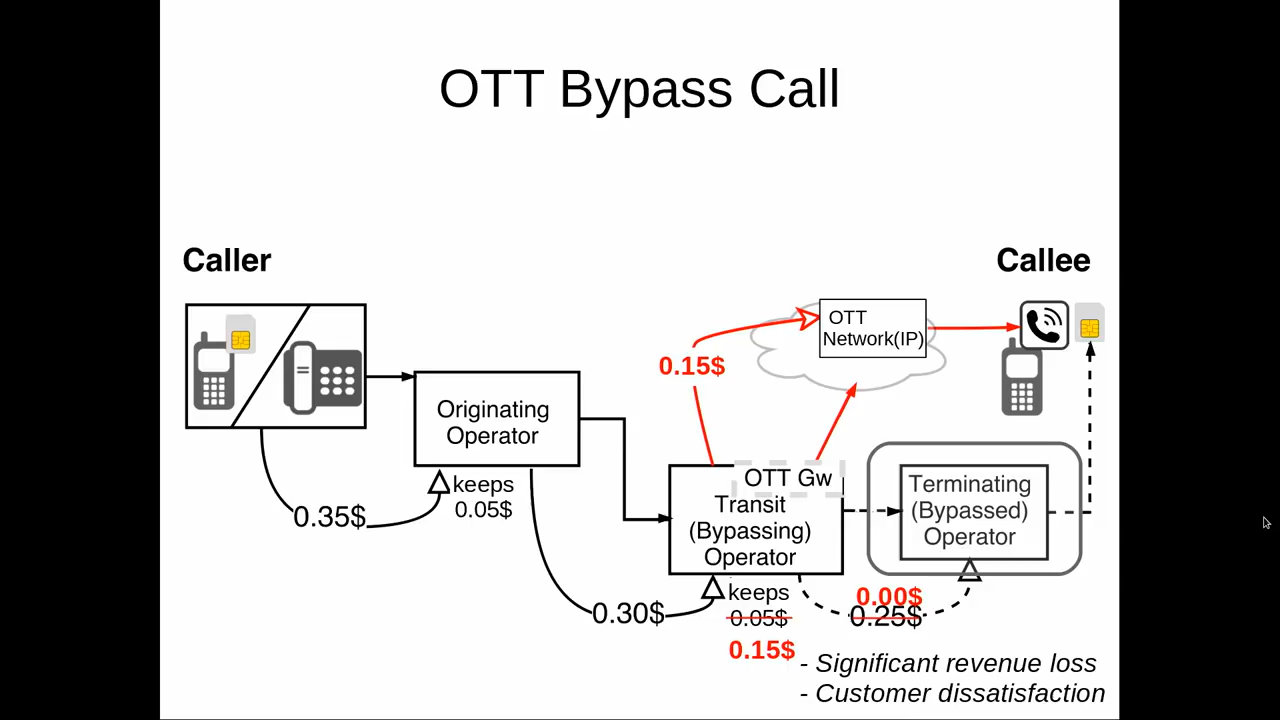 OTT Bypass Call
Caller
Callee
OTT
Network(IP)
0.15$
Originating
Operator
keeps
0.05$
0.35$
OTT Gw
Transit
(Bypassing)
Operator
Terminating
(Bypassed)
Operator
0.30$
keeps
0.05$
0.15$
0.00$
0.25$
- Significant revenue loss
- Customer dissatisfaction